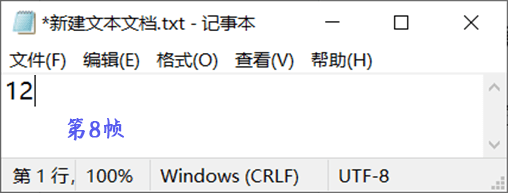 *新建文本文档.txt - 记事本
文件(F) 编辑(E) 格式(O) 查看(V) 帮助(H)
12
第8帧
第 1 行, 100% Windows (CRLF) UTF-8